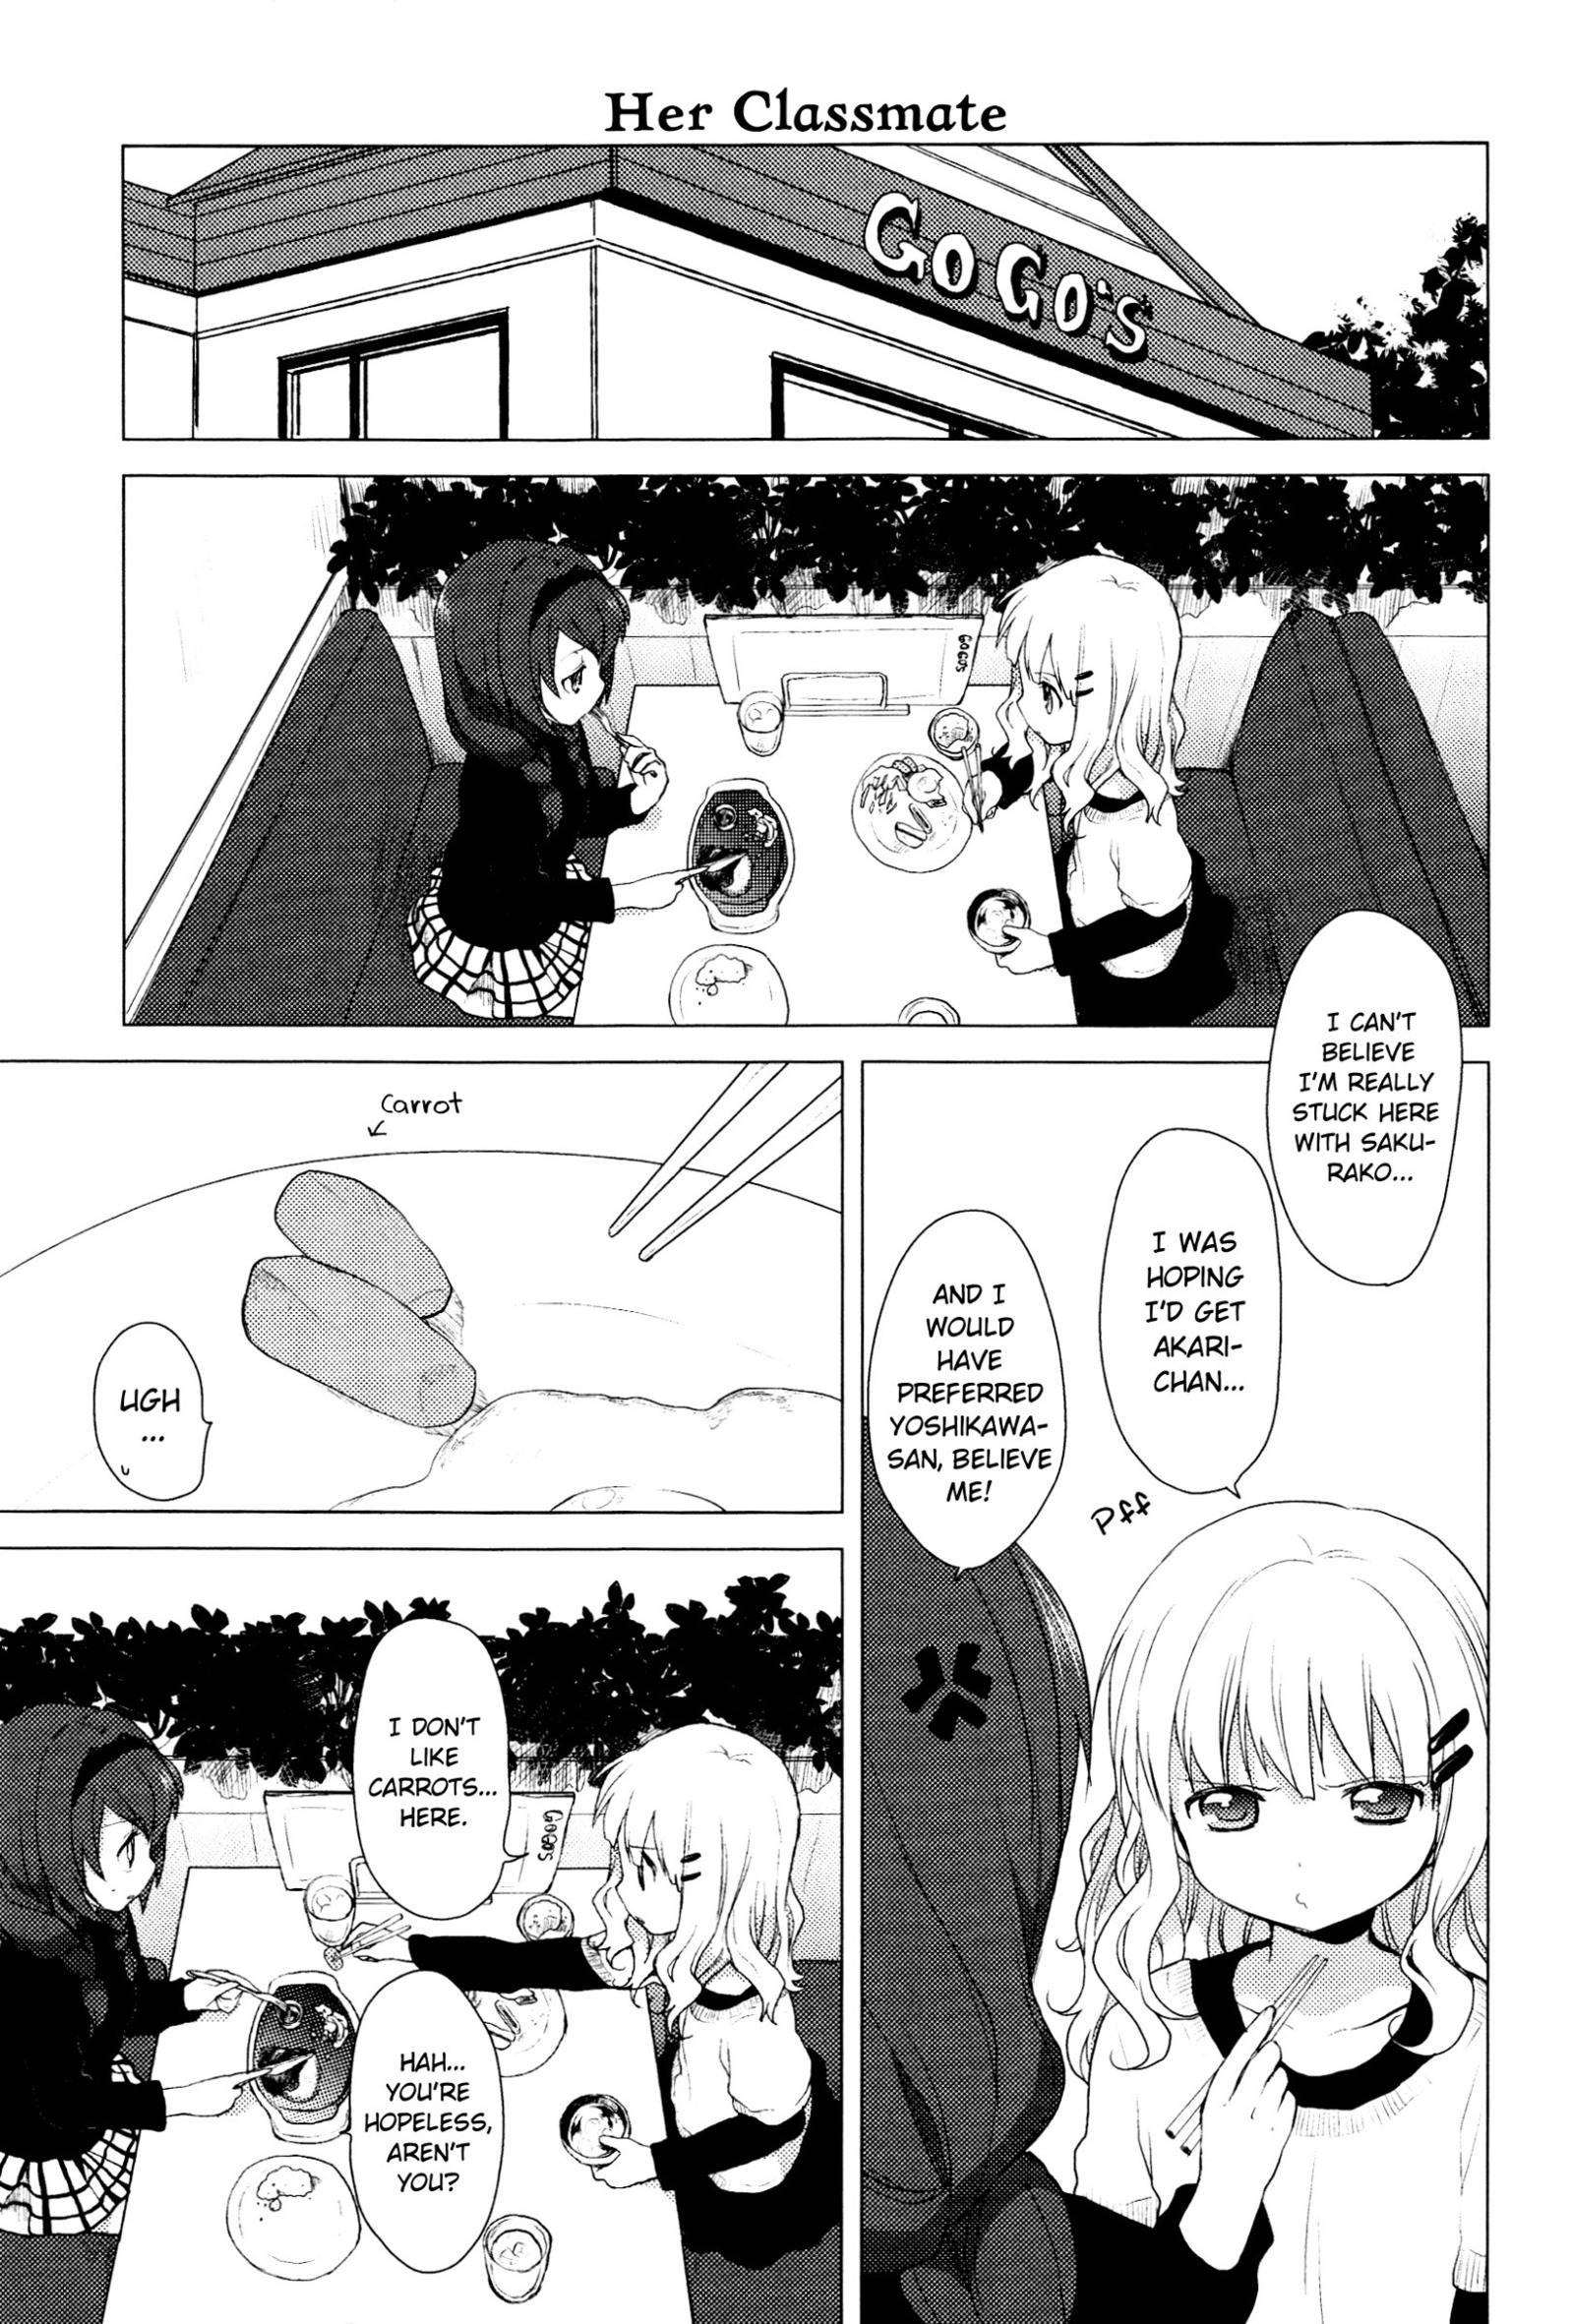 Her Classmate
GOGO'S
GOGO'S
I CAN'T
BELIEVE
I'M REALLY
STUCK HERE
WITH SAKU-
RAKO...
I WAS
HOPING
I'D GET
AKARI-
CHAN...
AND I
WOULD
HAVE
PREFERRED
YOSHIKAWA-
SAN, BELIEVE
ME!
Pff
Carrot
UGH
...
I DON'T
LIKE
CARROTS...
HERE.
GOGO'S
HAH...
YOU'RE
HOPELESS,
AREN'T
YOU?